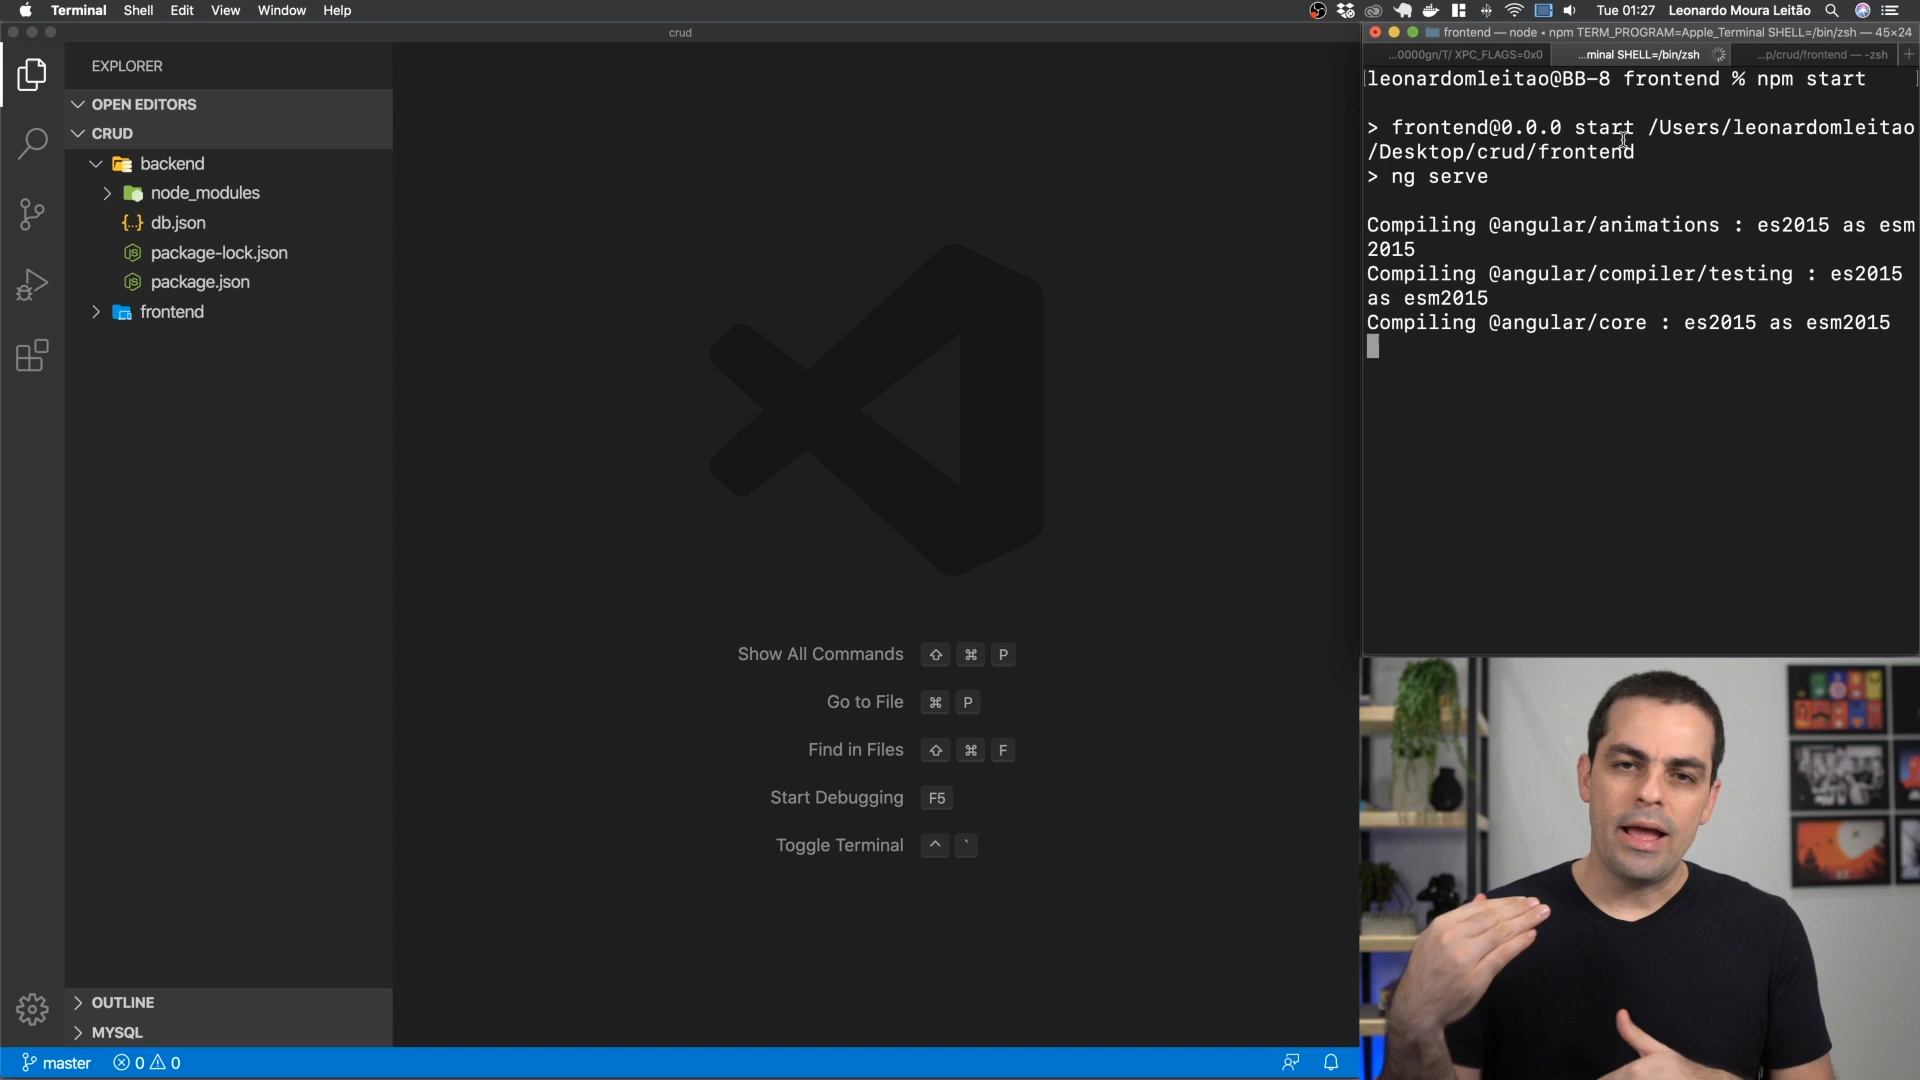 Terminal Shell Edit View Window Help
Tue 01:27 Leonardo Moura Leitão
crud
EXPLORER
OPEN EDITORS
CRUD
backend
node_modules
{..} db.json
JS package-lock.json
JS package.json
frontend
OUTLINE
MYSQL
Show All Commands ⇧ ⌘ P
Go to File ⌘ P
Find in Files ⇧ ⌘ F
Start Debugging F5
Toggle Terminal ^ `
master 0 0
frontend — node ◂ npm TERM_PROGRAM=Apple_Terminal SHELL=/bin/zsh — 45×24
...0000gn/T/ XPC_FLAGS=0x0 ...minal SHELL=/bin/zsh ...p/crud/frontend — -zsh +
[leonardomleitao@BB-8 frontend % npm start ]
> frontend@0.0.0 start /Users/leonardomleitao
/Desktop/crud/frontend
> ng serve
Compiling @angular/animations : es2015 as esm
2015
Compiling @angular/compiler/testing : es2015
as esm2015
Compiling @angular/core : es2015 as esm2015